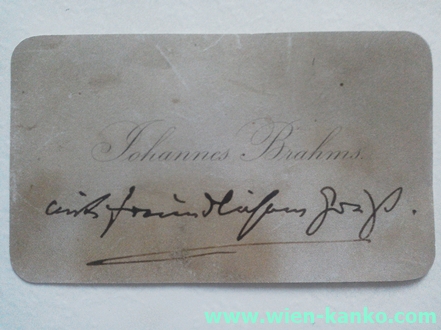 Johannes Brahms.
mit freundlichem Gruß.
www.wien-kanko.com